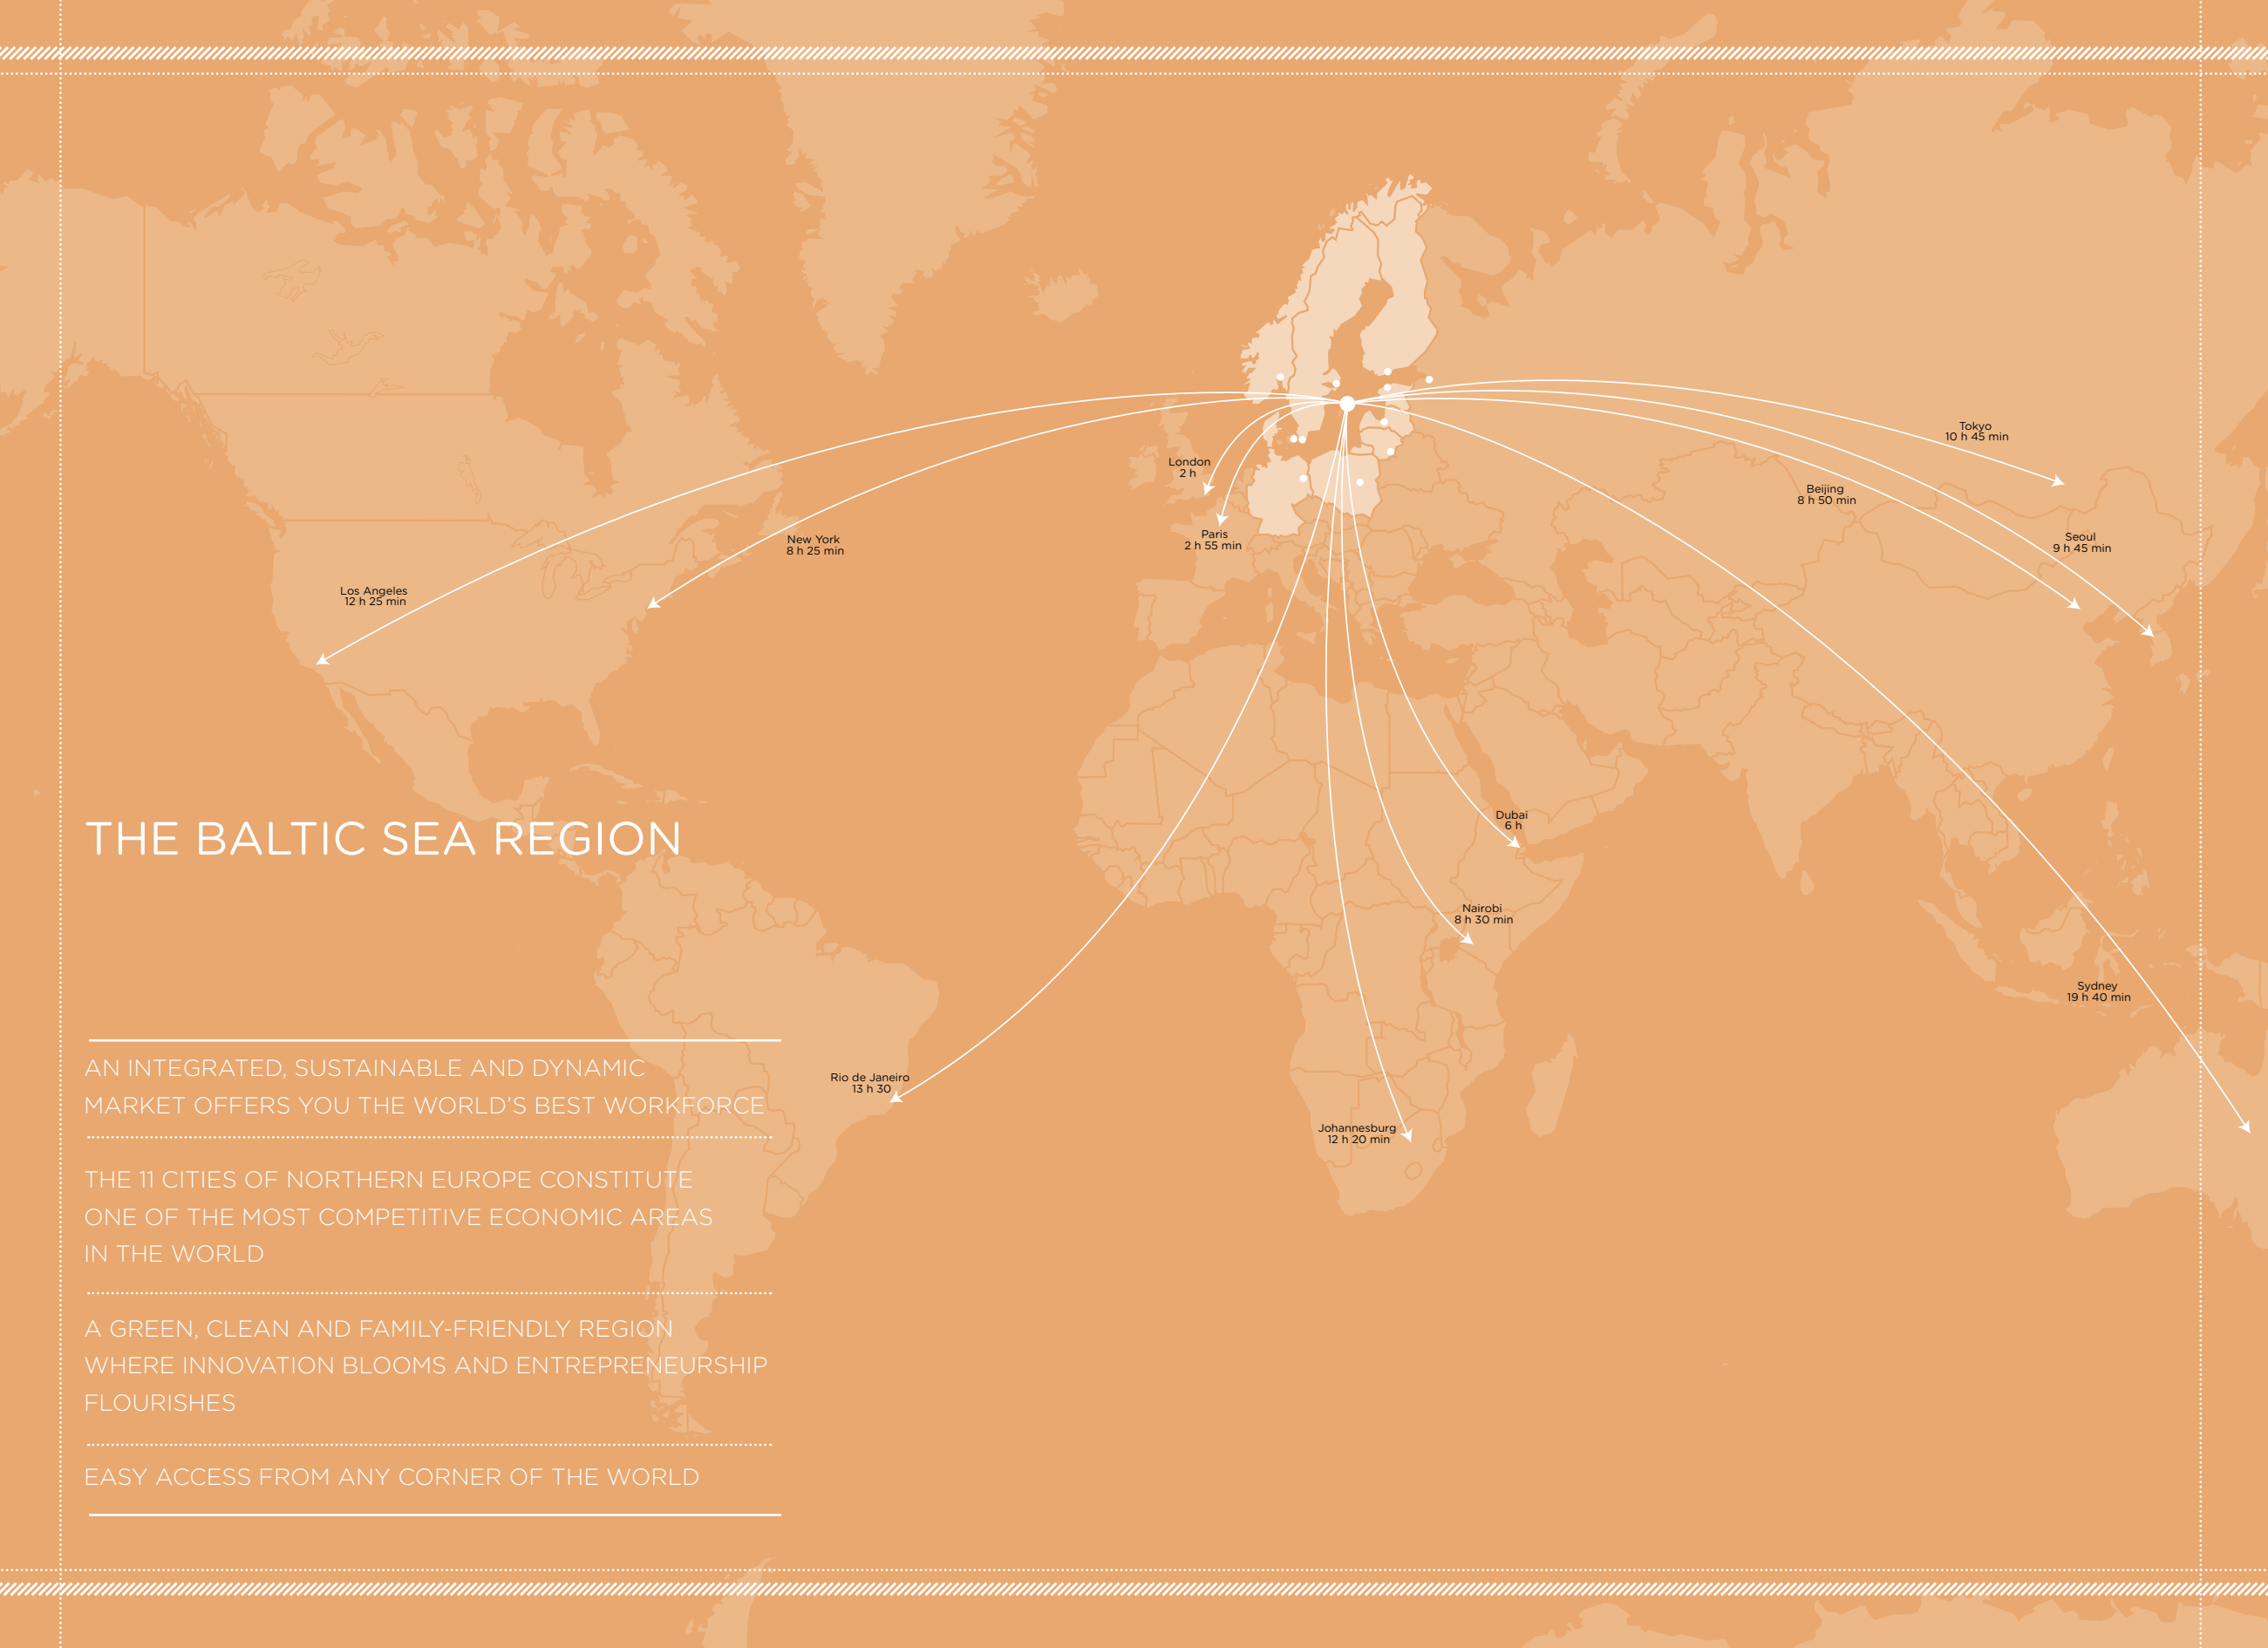 Tokyo
10 h 45 min
London
2 h
Beijing
8 h 50 min
Paris
2 h 55 min
New York
8 h 25 min
Seoul
9 h 45 min
Los Angeles
12 h 25 min
Dubai
6 h
THE BALTIC SEA REGION
Nairobi
8 h 30 min
Sydney
19 h 40 min
Rio de Janeiro
13 h 30
Johannesburg
12 h 20 min
AN INTEGRATED, SUSTAINABLE AND DYNAMIC
MARKET OFFERS YOU THE WORLD’S BEST WORKFORCE
THE 11 CITIES OF NORTHERN EUROPE CONSTITUTE
ONE OF THE MOST COMPETITIVE ECONOMIC AREAS
IN THE WORLD
A GREEN, CLEAN AND FAMILY-FRIENDLY REGION
WHERE INNOVATION BLOOMS AND ENTREPRENEURSHIP
FLOURISHES
EASY ACCESS FROM ANY CORNER OF THE WORLD